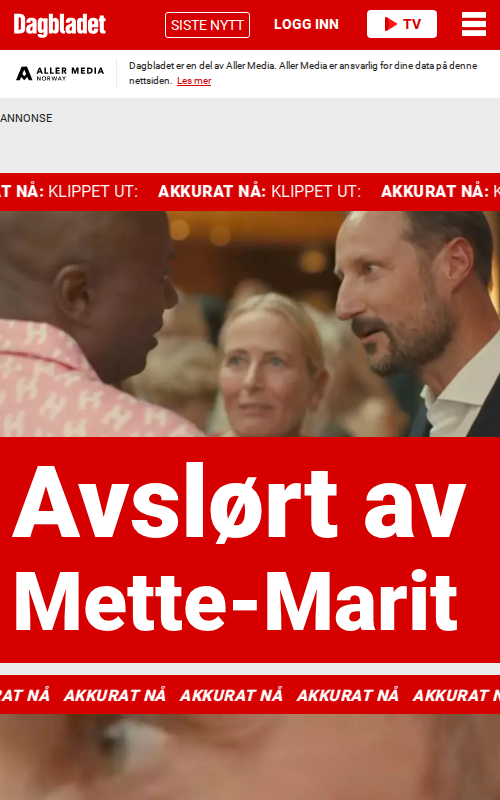 Dagbladet
SISTE NYTT
LOGG INN
TV
ALLER MEDIA
NORWAY
Dagbladet er en del av Aller Media. Aller Media er ansvarlig for dine data på denne
nettsiden. Les mer
ANNONSE
T NÅ: KLIPPET UT: AKKURAT NÅ: KLIPPET UT: AKKURAT NÅ: K
Avslørt av
Mette-Marit
RAT NÅ AKKURAT NÅ AKKURAT NÅ AKKURAT NÅ AKKURAT N